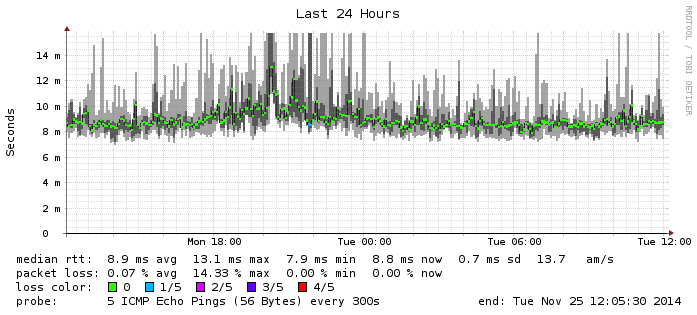 Last 24 Hours
RRDTOOL / TOBI OETIKER
Seconds
14 m
12 m
10 m
8 m
6 m
4 m
2 m
0
Mon 18:00 Tue 00:00 Tue 06:00 Tue 12:00
median rtt: 8.9 ms avg 13.1 ms max 7.9 ms min 8.8 ms now 0.7 ms sd 13.7 am/s
packet loss: 0.07 % avg 14.33 % max 0.00 % min 0.00 % now
loss color: 0 1/5 2/5 3/5 4/5
probe: 5 ICMP Echo Pings (56 Bytes) every 300s end: Tue Nov 25 12:05:30 2014